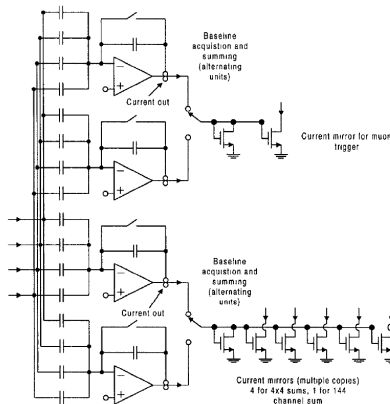 Baseline
acquistion and
summing
(alternating
units)
Current out
Current mirror for muon
trigger
Baseline
acquistion and
summing
(alternating
units)
Current out
Current mirrors (multiple copies)
4 for 4x4 sums, 1 for 144
channel sum